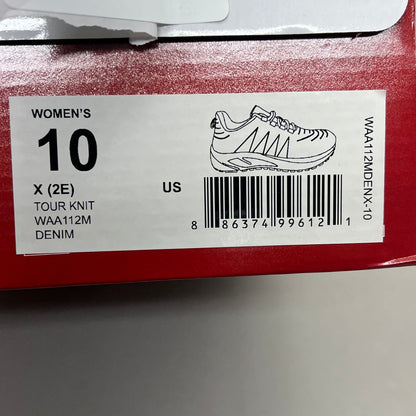 WOMEN'S
10
X (2E)
US
TOUR KNIT
WAA112M
DENIM
8 86374 99612 1
WAA112MDENX-10